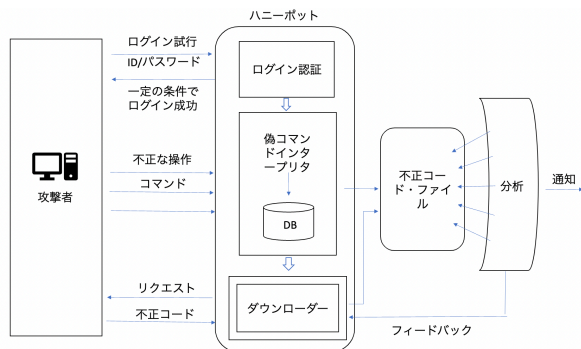 ハニーポット
ログイン試行
ID/パスワード
一定の条件で
ログイン成功
ログイン認証
攻撃者
不正な操作
コマンド
偽コマン
ドインタ
ープリタ
DB
不正コー
ド・ファイ
ル
分析
通知
リクエスト
不正コード
ダウンローダー
フィードバック